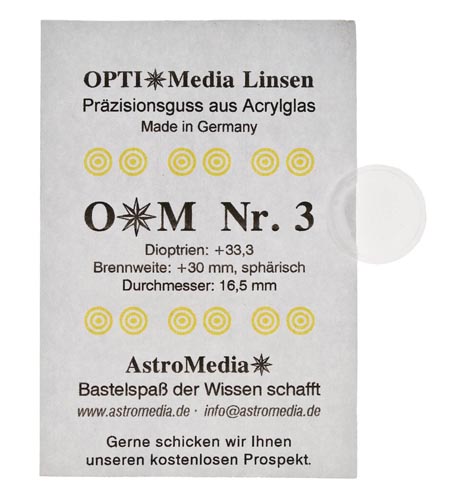 OPTI✴Media Linsen
Präzisionsguss aus Acrylglas
Made in Germany
O✴M Nr. 3
Dioptrien: +33,3
Brennweite: +30 mm, sphärisch
Durchmesser: 16,5 mm
AstroMedia✴
Bastelspaß der Wissen schafft
www.astromedia.de · info@astromedia.de
Gerne schicken wir Ihnen
unseren kostenlosen Prospekt.